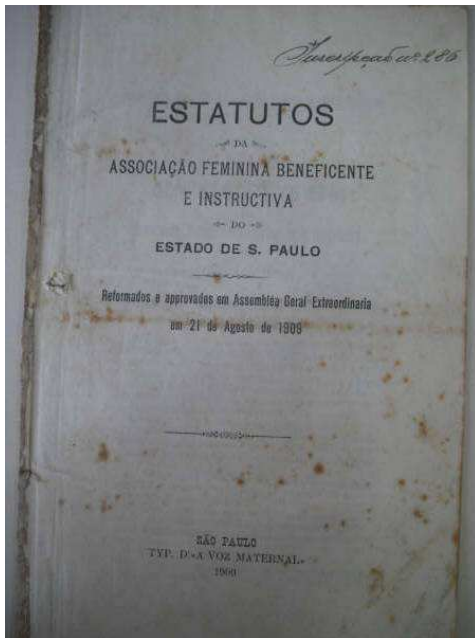 Inscripção nº 286
ESTATUTOS
DA
ASSOCIAÇÃO FEMININA BENEFICENTE
E INSTRUCTIVA
DO
ESTADO DE S. PAULO
Reformados e approvados em Assembléa Geral Extraordinaria
em 21 de Agosto de 1909
SÃO PAULO
TYP. D'«A VOZ MATERNAL»
1909